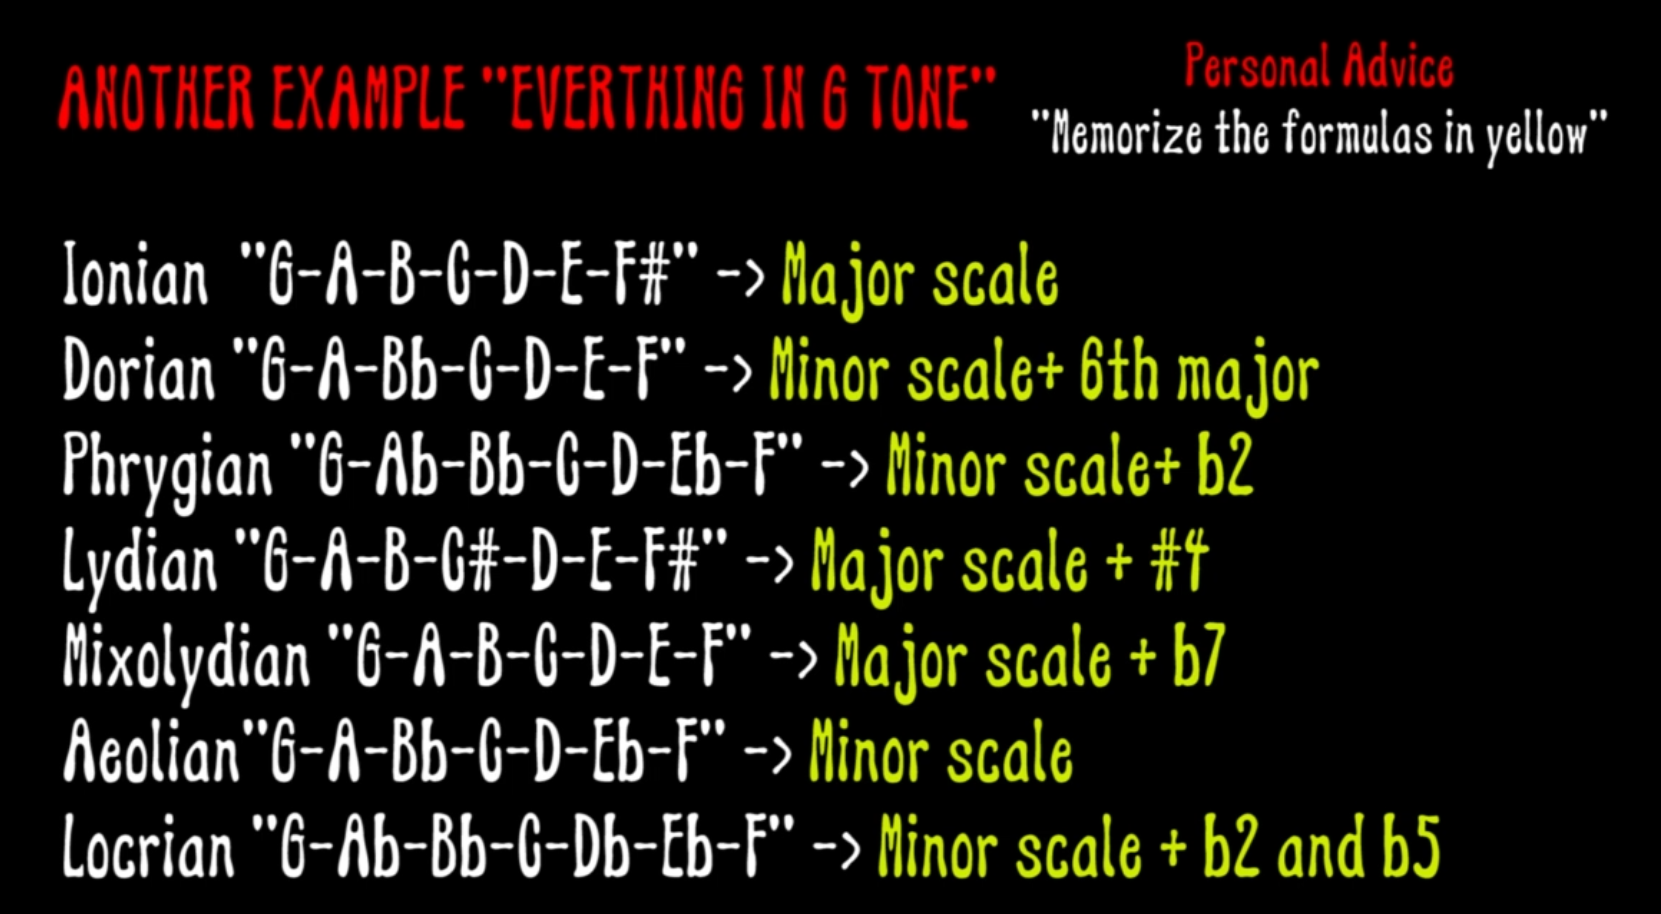 ANOTHER EXAMPLE "EVERTHING IN G TONE"
Personal Advice
"Memorize the formulas in yellow"
Ionian "G-A-B-C-D-E-F#" -> Major scale
Dorian "G-A-Bb-C-D-E-F" -> Minor scale+ 6th major
Phrygian "G-Ab-Bb-C-D-Eb-F" -> Minor scale+ b2
Lydian "G-A-B-C#-D-E-F#" -> Major scale + #4
Mixolydian "G-A-B-C-D-E-F" -> Major scale + b7
Aeolian"G-A-Bb-C-D-Eb-F" -> Minor scale
Locrian "G-Ab-Bb-C-Db-Eb-F" -> Minor scale + b2 and b5